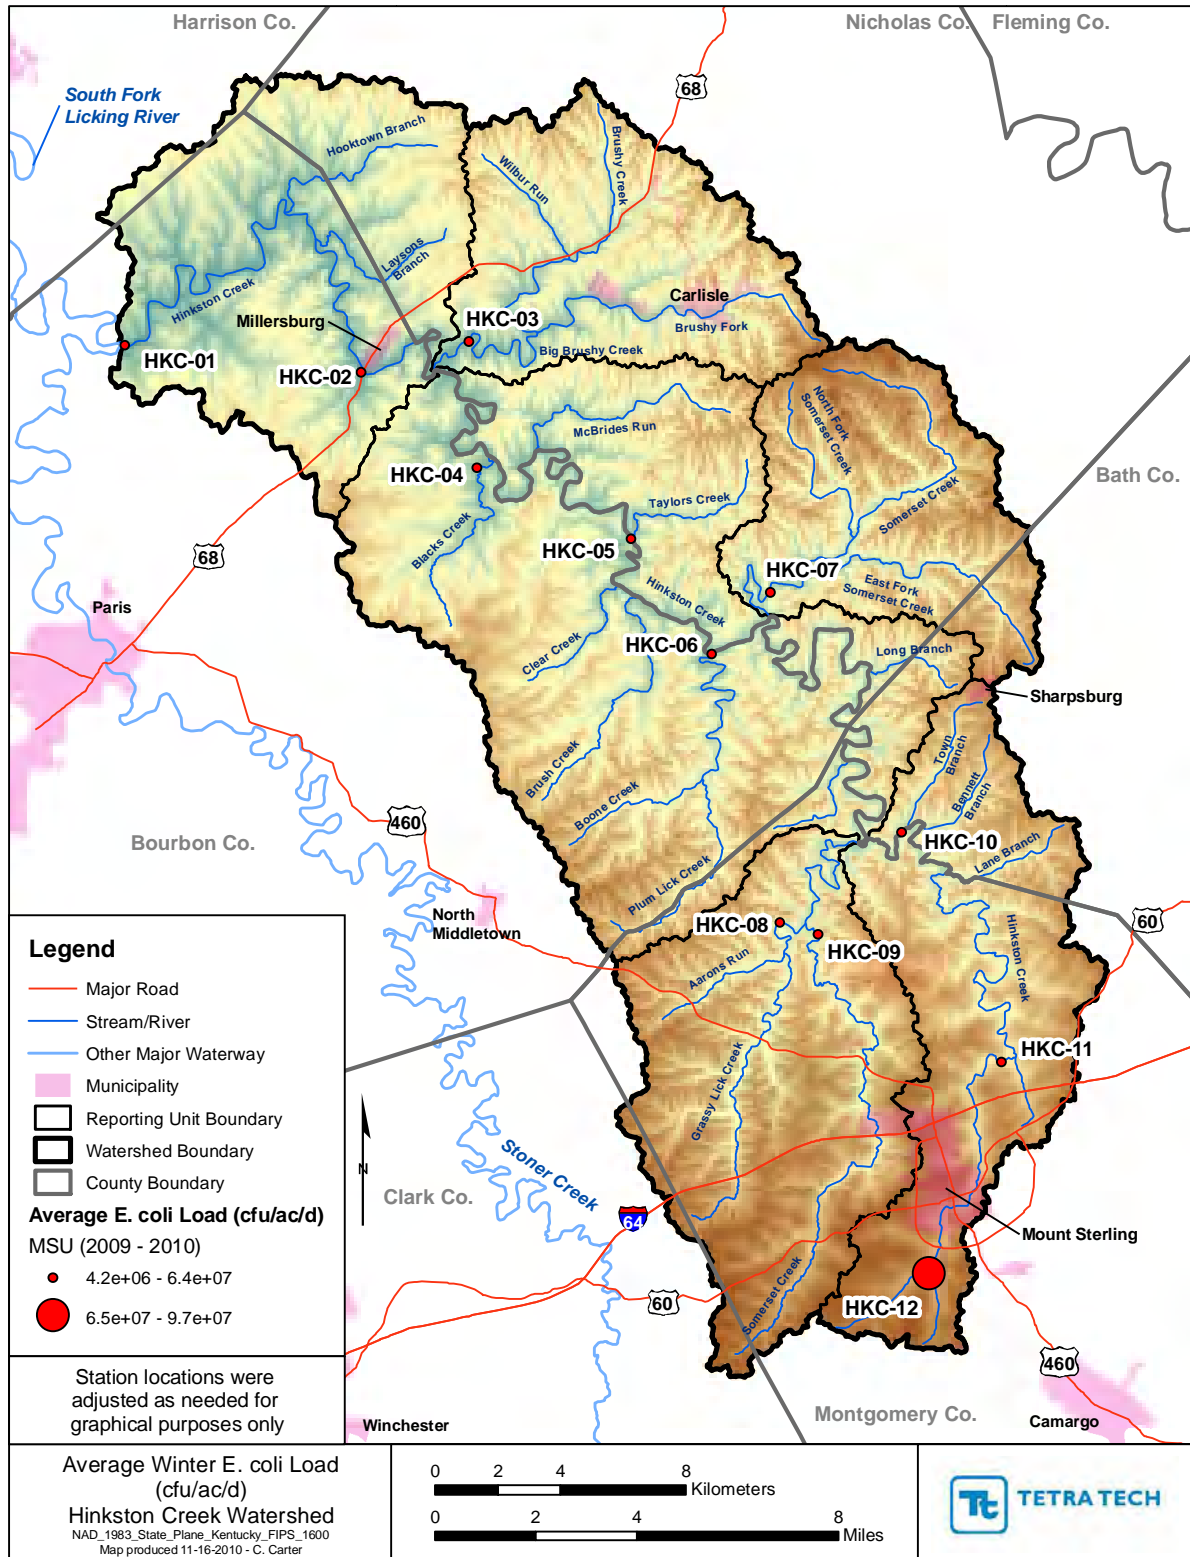 Harrison Co.
Nicholas Co.
Fleming Co.
68
South Fork
Licking River
Hooktown Branch
Wilbur Run
Brushy Creek
Laysons
Branch
Hinkston Creek
Millersburg
Carlisle
HKC-03
Brushy Fork
HKC-01
Big Brushy Creek
HKC-02
McBrides Run
North Fork
Somerset Creek
HKC-04
Bath Co.
Taylors Creek
Somerset Creek
Blacks Creek
HKC-05
68
HKC-07
East Fork
Somerset Creek
Paris
Hinkston Creek
HKC-06
Long Branch
Clear Creek
Sharpsburg
Town
Branch
Bennett
Branch
Brush Creek
Boone Creek
460
Bourbon Co.
HKC-10
Lane Branch
Plum Lick Creek
North
Middletown
HKC-08
60
HKC-09
Hinkston Creek
Aarons Run
HKC-11
Grassy Lick Creek
Stoner Creek
Clark Co.
64
Mount Sterling
Somerset Creek
60
HKC-12
460
Montgomery Co.
Camargo
Winchester
N
Legend
Major Road
Stream/River
Other Major Waterway
Municipality
Reporting Unit Boundary
Watershed Boundary
County Boundary
Average E. coli Load (cfu/ac/d)
MSU (2009 - 2010)
4.2e+06 - 6.4e+07
6.5e+07 - 9.7e+07
Station locations were
adjusted as needed for
graphical purposes only
Average Winter E. coli Load
(cfu/ac/d)
Hinkston Creek Watershed
NAD_1983_State_Plane_Kentucky_FIPS_1600
Map produced 11-16-2010 - C. Carter
0 2 4 8
Kilometers
0 2 4 8
Miles
Tt TETRA TECH